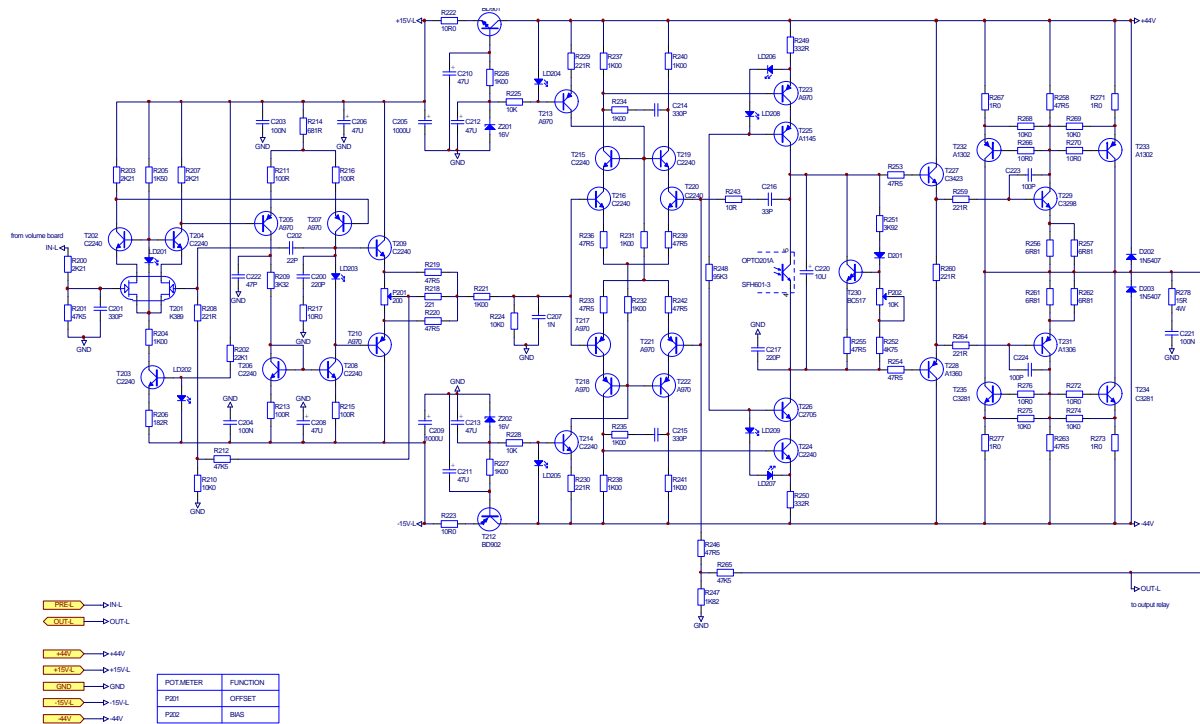 +15V-L
R222
10R0
BD901
+44V
R249
332R
LD206
R229
221R
R237
1K00
R240
1K00
C210
47U
R226
1K00
LD204
R225
10K
T213
A970
R234
1K00
C214
330P
T223
A970
LD208
T225
A1145
R267
1R0
R258
47R5
R271
1R0
R268
10K0
R269
10K0
R266
10R0
R270
10R0
T232
A1302
T233
A1302
C203
100N
GND
R214
681R
C206
47U
GND
C205
1000U
C212
47U
GND
Z201
16V
T215
C2240
T219
C2240
R203
2K21
R205
1K50
R207
2K21
R211
100R
R216
100R
T216
C2240
T220
C2240
R243
10R
C216
33P
R253
47R5
T227
C3423
C223
100P
R259
221R
T229
C3298
T205
A970
T207
A970
from volume board
IN-L
T202
C2240
T204
C2240
LD201
C202
22P
T209
C2240
R236
47R5
R231
1K00
R239
47R5
R251
3K92
D201
R256
6R81
R257
6R81
D202
1N5407
R200
2K21
C222
47P
GND
R209
3K32
C200
220P
LD203
R219
47R5
R218
221
R220
47R5
P201
200
R221
1K00
R248
95K3
OPTO201A
SFH601-3
5
4
C220
10U
T230
BC517
P202
10K
R260
221R
R261
6R81
R262
6R81
D203
1N5407
R278
15R
4W
C221
100N
GND
R201
47K5
GND
C201
330P
T201
K389
R208
221R
R217
10R0
GND
R233
47R5
R232
1K00
R242
47R5
R224
10K0
GND
C207
1N
R204
1K00
R202
22K1
T206
C2240
T208
C2240
T210
A970
T217
A970
T221
A970
GND
C217
220P
R255
47R5
R252
4K75
R254
47R5
R264
221R
T231
A1306
C224
100P
T228
A1360
T203
C2240
LD202
R206
182R
GND
C204
100N
R213
100R
GND
C208
47U
R215
100R
GND
C209
1000U
C213
47U
Z202
16V
T218
A970
T222
A970
T226
C2705
LD209
T224
C2240
LD207
T235
C3281
T234
C3281
R276
10R0
R272
10R0
R275
10K0
R274
10K0
R277
1R0
R263
47R5
R273
1R0
R212
47K5
R210
10K0
GND
R228
10K
T214
C2240
R235
1K00
C215
330P
R227
1K00
C211
47U
LD205
R230
221R
R238
1K00
R241
1K00
R250
332R
-15V-L
R223
10R0
T212
BD902
-44V
R246
47R5
R265
47K5
R247
1K82
GND
OUT-L
to output relay
PRE-L IN-L
OUT-L OUT-L
+44V +44V
+15V-L +15V-L
GND GND
-15V-L -15V-L
-44V -44V
POT.METER FUNCTION
P201 OFFSET
P202 BIAS